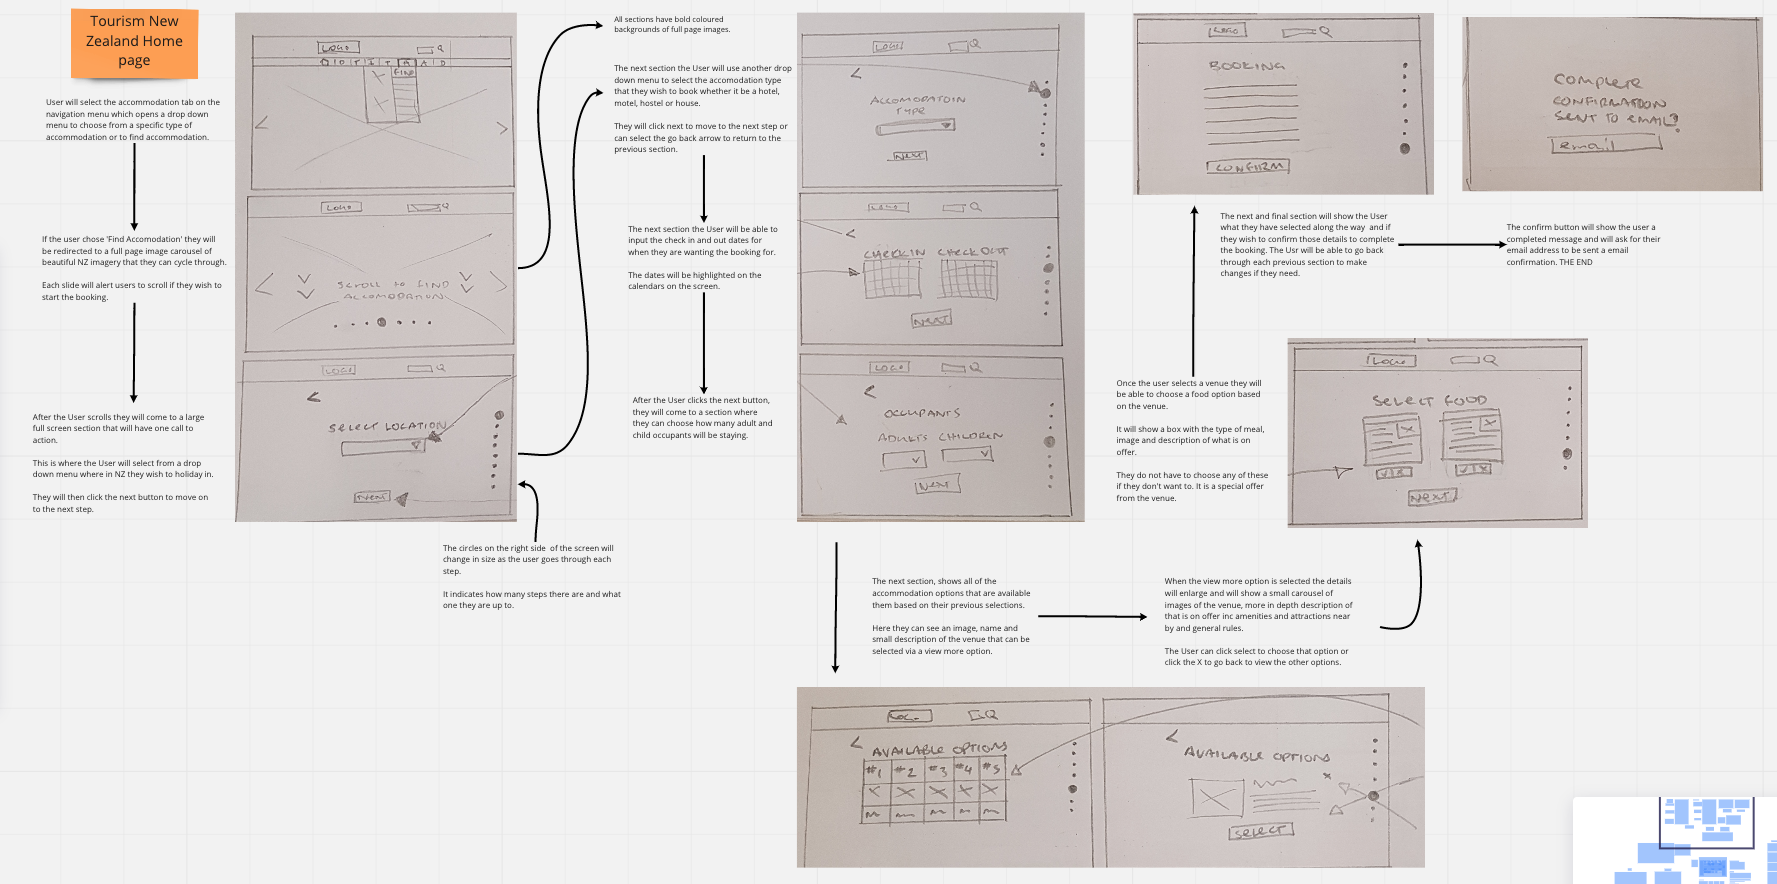 Tourism New
Zealand Home
page
User will select the accommodation tab on the
navigation menu which opens a drop down
menu to choose from a specific type of
accommodation or to find accommodation.
If the user chose 'Find Accomodation' they will
be redirected to a full page image carousel of
beautiful NZ imagery that they can cycle through.
Each slide will alert users to scroll if they wish to
start the booking.
After the User scrolls they will come to a large
full screen section that will have one call to
action.
This is where the User will select from a drop
down menu where in NZ they wish to holiday in.
They will then click the next button to move on
to the next step.
LOGO
FIND
LOGO
SCROLL TO FIND
ACCOMODATION
LOGO
<
SELECT LOCATION
NEXT
The circles on the right side of the screen will
change in size as the user goes through each
step.
It indicates how many steps there are and what
one they are up to.
All sections have bold coloured
backgrounds of full page images.
The next section the User will use another drop
down menu to select the accomodation type
that they wish to book whether it be a hotel,
motel, hostel or house.
They will click next to move to the next step or
can select the go back arrow to return to the
previous section.
The next section the User will be able to
input the check in and out dates for
when they are wanting the booking for.
The dates will be highlighted on the
calendars on the screen.
After the User clicks the next button,
they will come to a section where
they can choose how many adult and
child occupants will be staying.
LOGO
<
ACCOMODATOIN
TYPE
NEXT
LOGO
<
CHECK IN CHECK OUT
NEXT
LOGO
<
OCCUPANTS
ADULTS CHILDREN
NEXT
The next section, shows all of the
accommodation options that are available
them based on their previous selections.
Here they can see an image, name and
small description of the venue that can be
selected via a view more option.
When the view more option is selected the details
will enlarge and will show a small carousel of
images of the venue, more in depth description of
that is on offer inc amenities and attractions near
by and general rules.
The User can click select to choose that option or
click the X to go back to view the other options.
LOGO
<
AVAILABLE OPTIONS
#1 #2 #3 #4 #5
<
AVAILABLE OPTIONS
x
SELECT
Once the user selects a venue they will
be able to choose a food option based
on the venue.
It will show a box with the type of meal,
image and description of what is on
offer.
They do not have to choose any of these
if they don't want to. It is a special offer
from the venue.
LOGO
SELECT FOOD
NEXT
LOGO
BOOKING
CONFIRM
The next and final section will show the User
what they have selected along the way and if
they wish to confirm those details to complete
the booking. The Usr will be able to go back
through each previous section to make
changes if they need.
COMPLETE
CONFIRMATION
SENT TO EMAIL?
email
The confirm button will show the user a
completed message and will ask for their
email address to be sent a email
confirmation. THE END